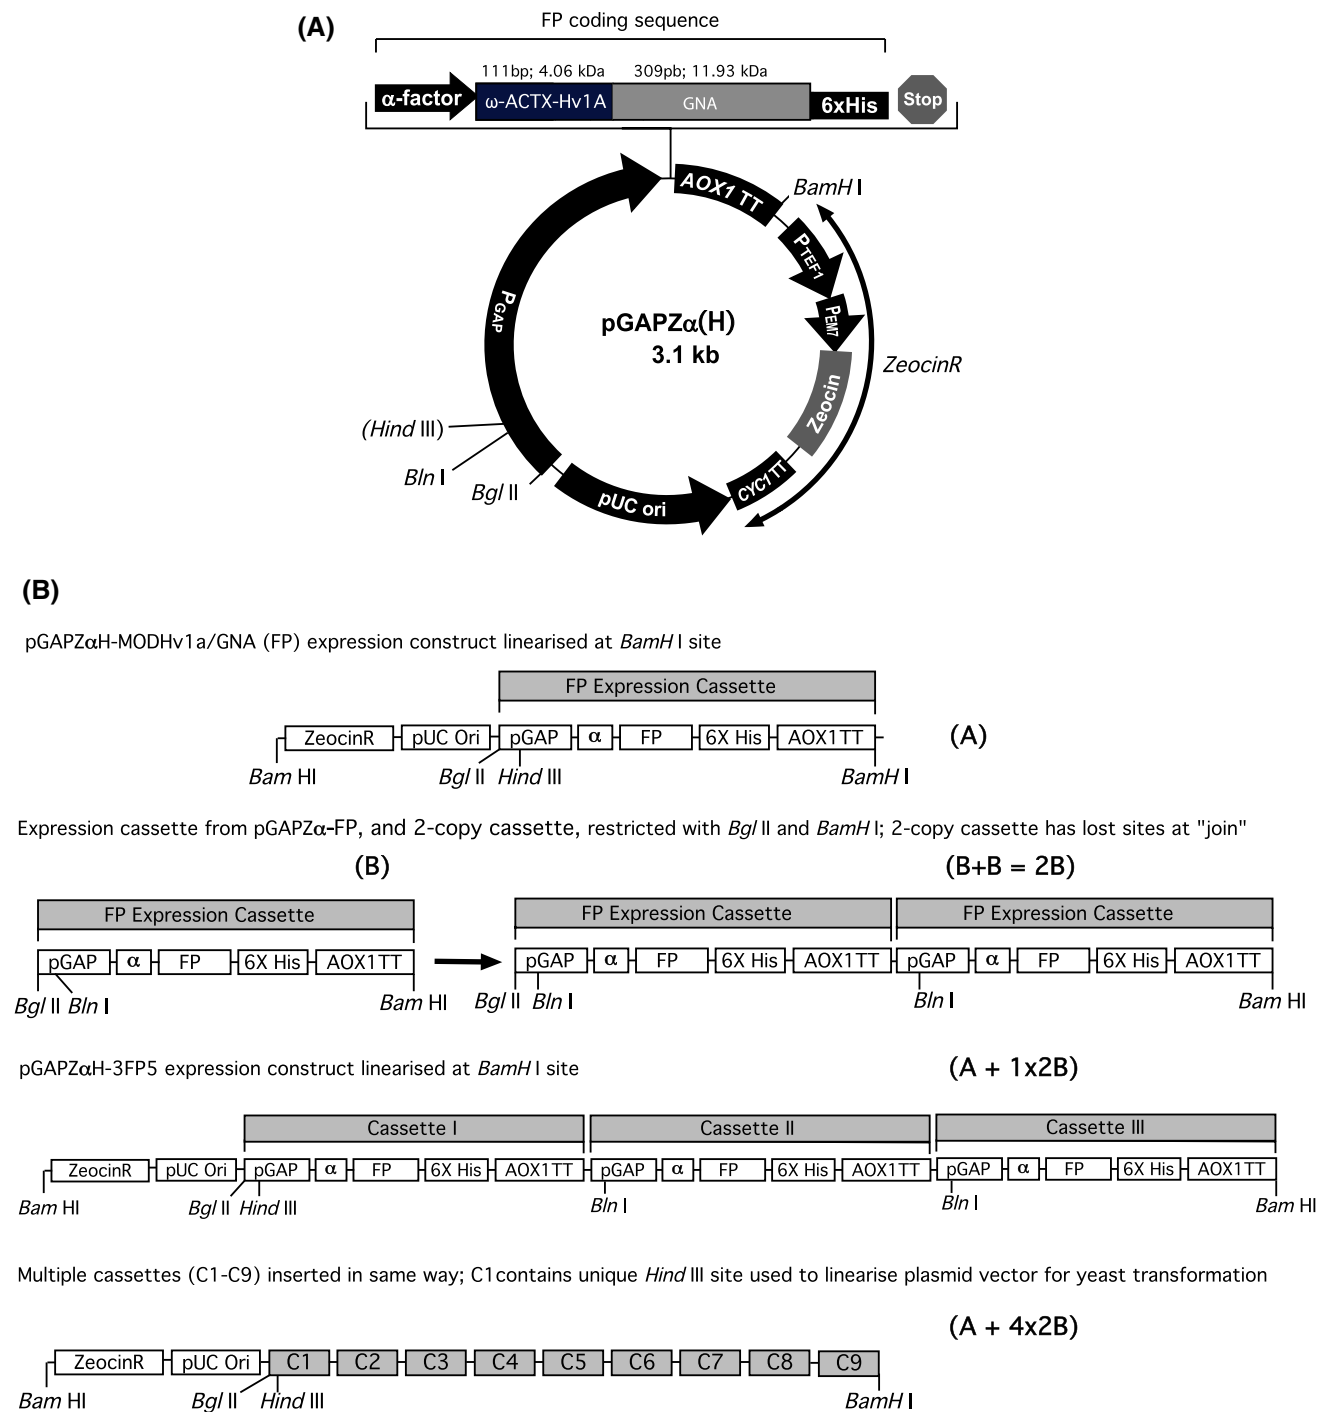 (A)
FP coding sequence
111bp; 4.06 kDa 309pb; 11.93 kDa
α-factor ω-ACTX-Hv1A GNA 6xHis Stop
AOX1 TT
BamH I
PTEF1
PGAP
PEM7
pGAPZα(H)
3.1 kb
ZeocinR
Zeocin
(Hind III)
Bln I
Bgl II
pUC ori
CYC1TT
(B)
pGAPZαH-MODHv1a/GNA (FP) expression construct linearised at BamH I site
FP Expression Cassette
ZeocinR pUC Ori pGAP α FP 6X His AOX1TT (A)
Bam HI Bgl II Hind III BamH I
Expression cassette from pGAPZα-FP, and 2-copy cassette, restricted with Bgl II and BamH I; 2-copy cassette has lost sites at "join"
(B) (B+B = 2B)
FP Expression Cassette FP Expression Cassette FP Expression Cassette
pGAP α FP 6X His AOX1TT pGAP α FP 6X His AOX1TT pGAP α FP 6X His AOX1TT
Bgl II Bln I Bam HI Bgl II Bln I Bln I Bam HI
pGAPZαH-3FP5 expression construct linearised at BamH I site (A + 1x2B)
Cassette I Cassette II Cassette III
ZeocinR pUC Ori pGAP α FP 6X His AOX1TT pGAP α FP 6X His AOX1TT pGAP α FP 6X His AOX1TT
Bam HI Bgl II Hind III Bln I Bln I Bam HI
Multiple cassettes (C1-C9) inserted in same way; C1contains unique Hind III site used to linearise plasmid vector for yeast transformation
(A + 4x2B)
ZeocinR pUC Ori C1 C2 C3 C4 C5 C6 C7 C8 C9
Bam HI Bgl II Hind III BamH I